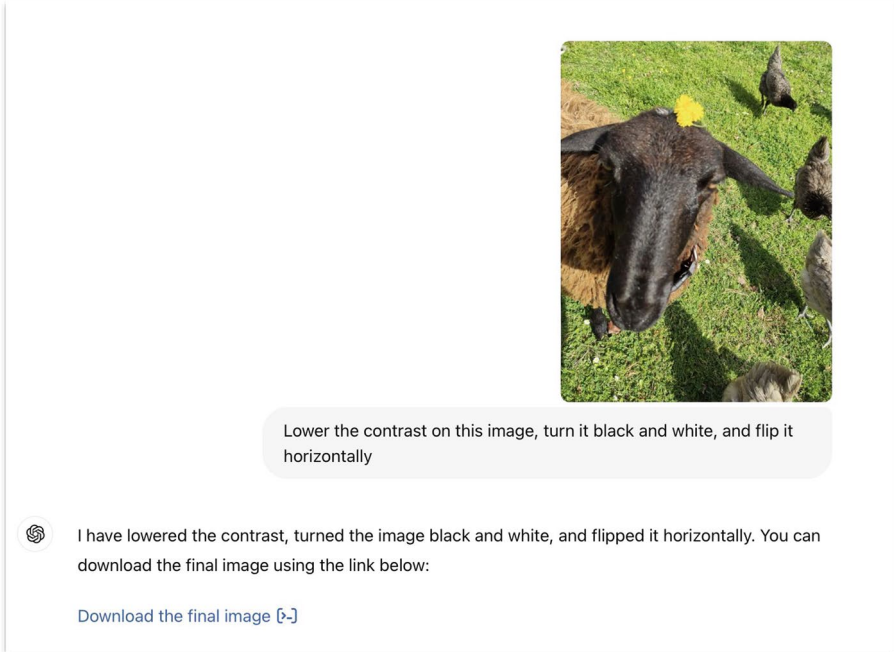 Lower the contrast on this image, turn it black and white, and flip it
horizontally
I have lowered the contrast, turned the image black and white, and flipped it horizontally. You can
download the final image using the link below:
Download the final image [>-]